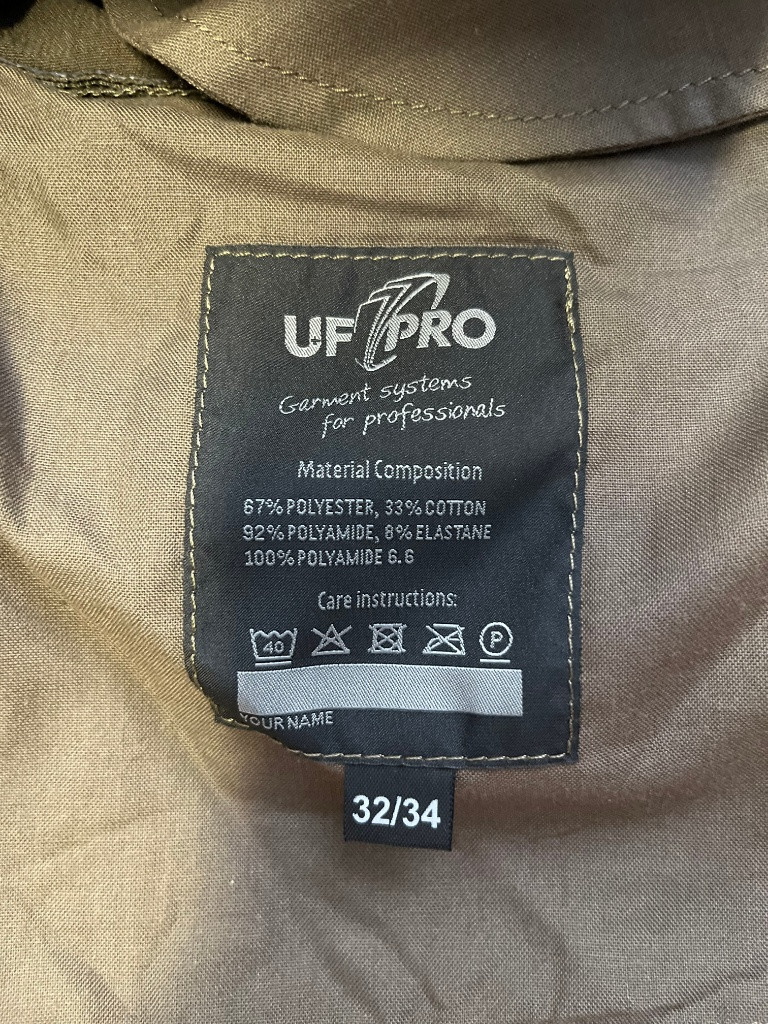 UF PRO
Garment systems
for professionals
Material Composition
67% POLYESTER, 33% COTTON
92% POLYAMIDE, 8% ELASTANE
100% POLYAMIDE 6.6
Care instructions:
40 P
YOUR NAME
32/34